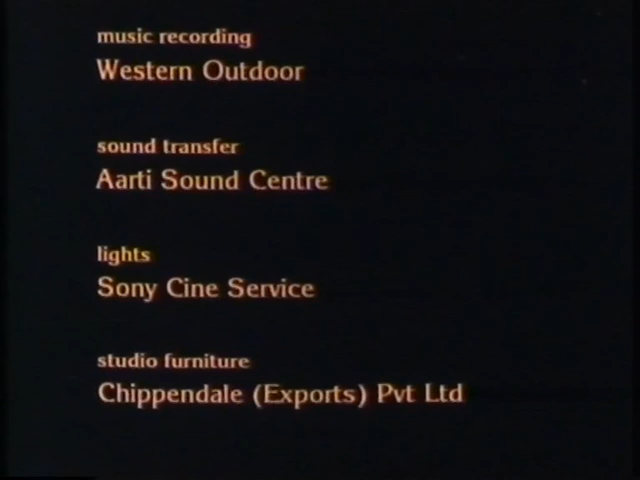 music recording
Western Outdoor
sound transfer
Aarti Sound Centre
lights
Sony Cine Service
studio furniture
Chippendale (Exports) Pvt Ltd